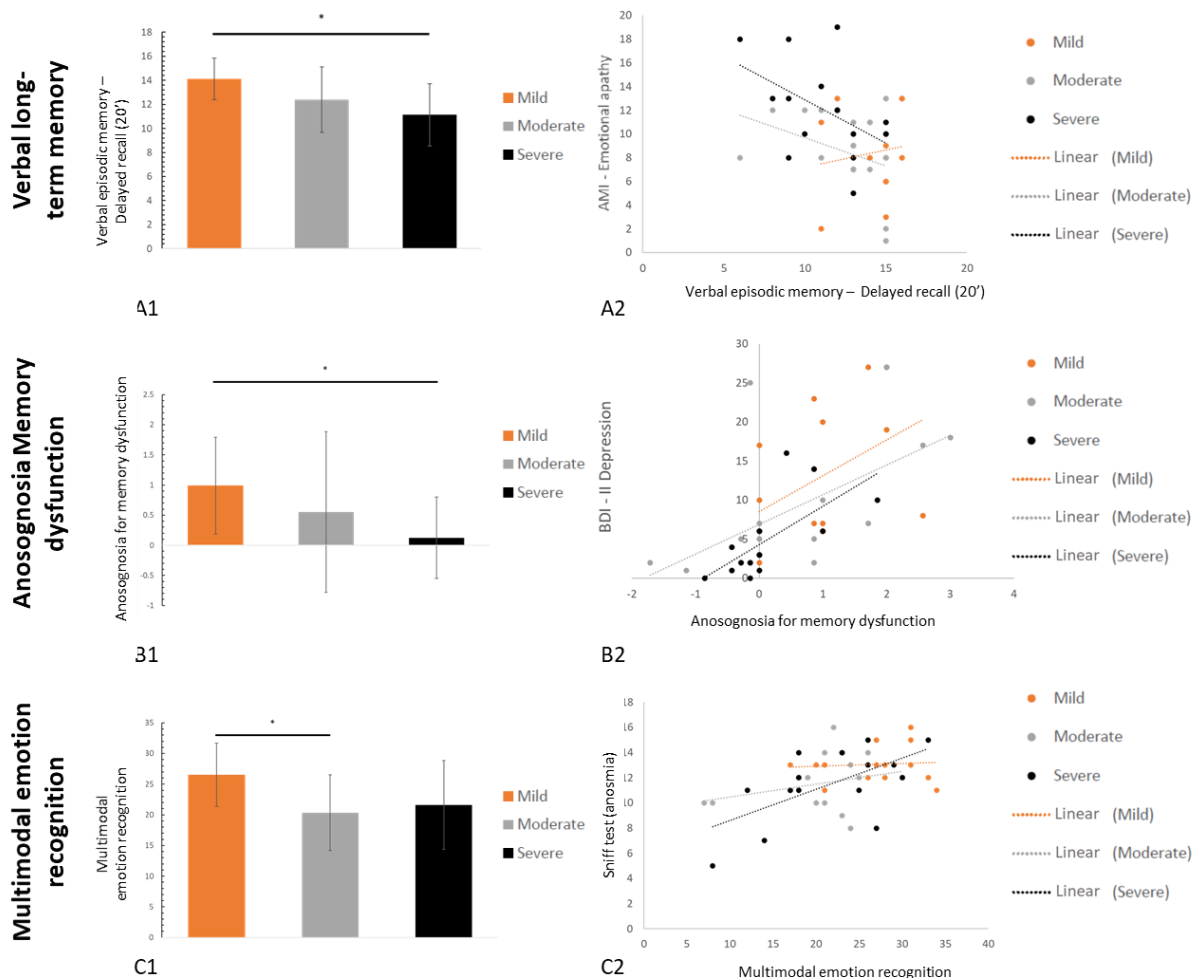 Verbal long-
term memory
Verbal episodic memory –
Delayed recall (20')
18
16
14
12
10
8
6
4
2
0
*
Mild
Moderate
Severe
A1
AMI - Emotional apathy
20
18
16
14
12
10
8
6
4
2
0
0 5 10 15 20
Verbal episodic memory – Delayed recall (20')
Mild
Moderate
Severe
Linear (Mild)
Linear (Moderate)
Linear (Severe)
A2
Anosognosia Memory
dysfunction
Anosognosia for memory dysfunction
2.5
2
1.5
1
0.5
0
-0.5
-1
*
Mild
Moderate
Severe
B1
BDI - II Depression
30
25
20
15
10
5
0
-2 -1 0 1 2 3 4
Anosognosia for memory dysfunction
Mild
Moderate
Severe
Linear (Mild)
Linear (Moderate)
Linear (Severe)
B2
Multimodal emotion
recognition
Multimodal
emotion recognition
35
30
25
20
15
10
5
0
*
Mild
Moderate
Severe
C1
Sniff test (anosmia)
18
16
14
12
10
8
6
4
2
0
0 5 10 15 20 25 30 35 40
Multimodal emotion recognition
Mild
Moderate
Severe
Linear (Mild)
Linear (Moderate)
Linear (Severe)
C2